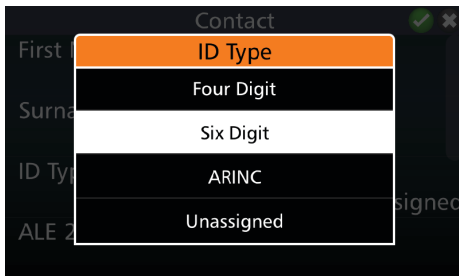 Contact
First
ID Type
Four Digit
Surna
Six Digit
ID Typ
ARINC
signed
Unassigned
ALE 2